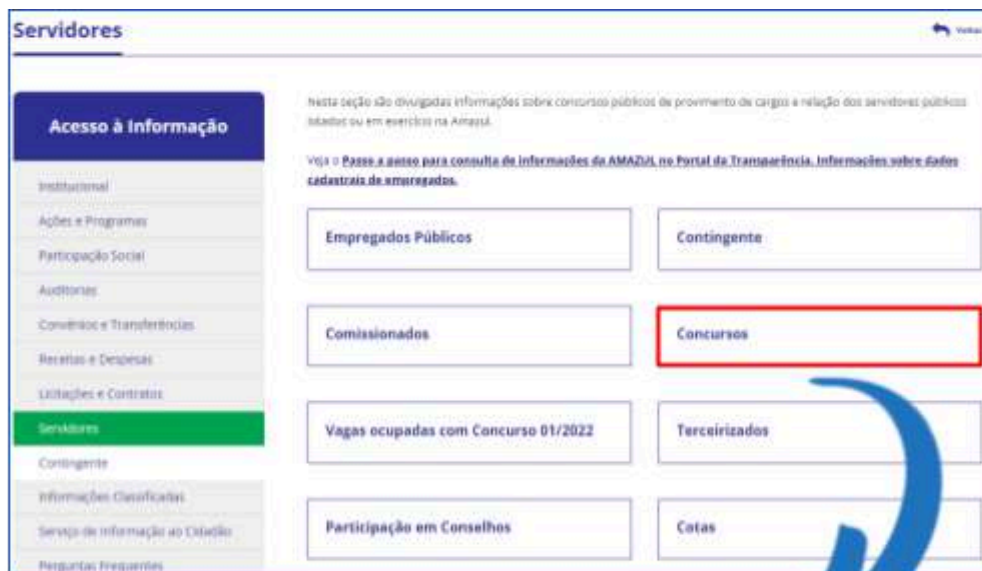 Servidores
Voltar
Acesso à Informação
Institucional
Ações e Programas
Participação Social
Auditorias
Convênios e Transferências
Receitas e Despesas
Licitações e Contratos
Servidores
Contingente
Informações Classificadas
Serviço de Informação ao Cidadão
Perguntas Frequentes
Nesta seção são divulgadas informações sobre concursos públicos de provimento de cargos e relação dos servidores públicos
lotados ou em exercício na Amazul.
Veja o Passo a passo para consulta de informações da AMAZUL no Portal da Transparência. Informações sobre dados
cadastrais de empregados.
Empregados Públicos
Contingente
Comissionados
Concursos
Vagas ocupadas com Concurso 01/2022
Terceirizados
Participação em Conselhos
Cotas